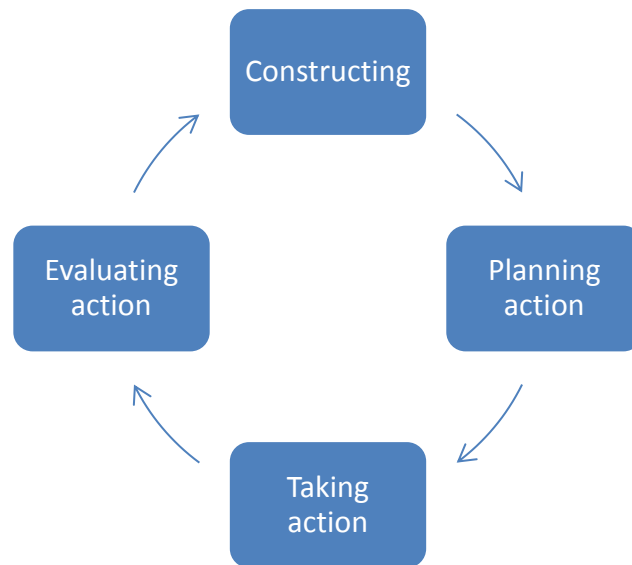 Constructing
Planning
action
Taking
action
Evaluating
action